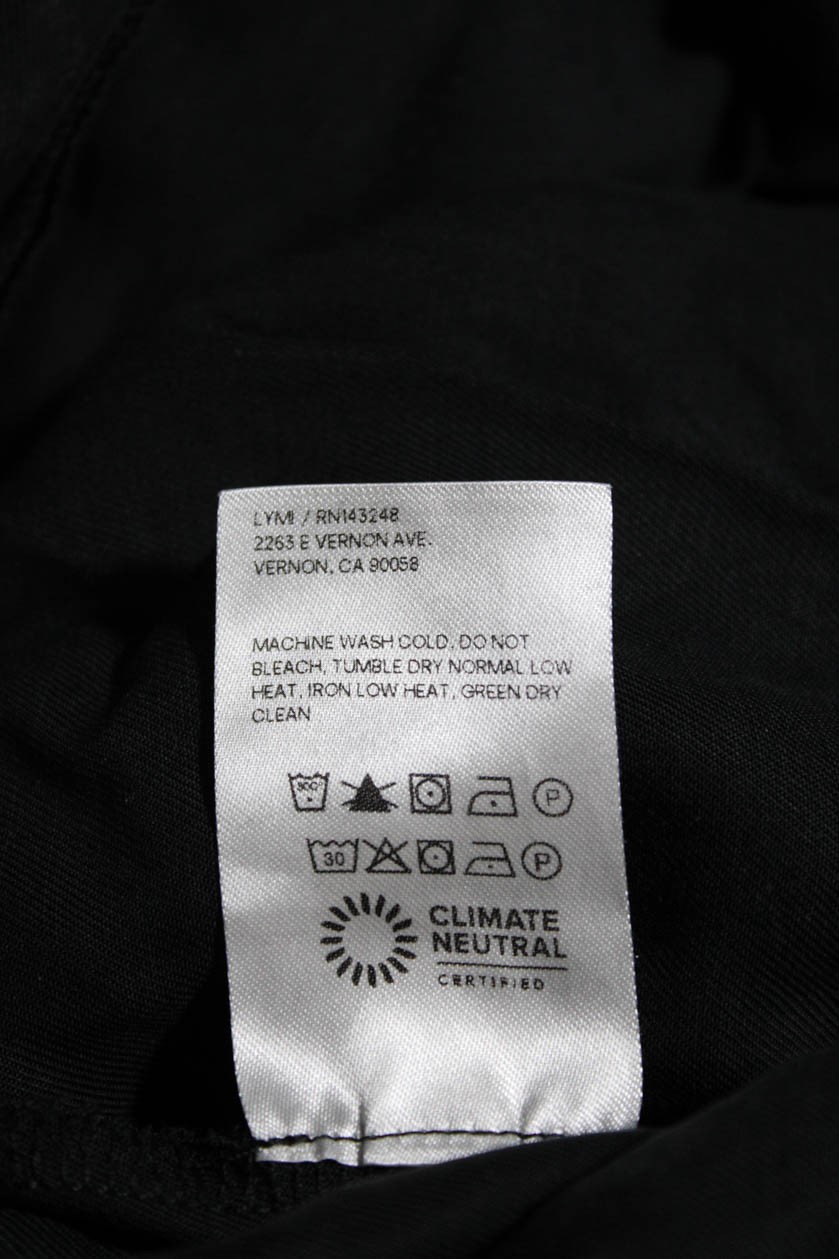 LYMI / RN143248
2263 E VERNON AVE.
VERNON, CA 90058
MACHINE WASH COLD, DO NOT
BLEACH, TUMBLE DRY NORMAL LOW
HEAT, IRON LOW HEAT, GREEN DRY
CLEAN
30C P
30 P
CLIMATE
NEUTRAL
CERTIFIED